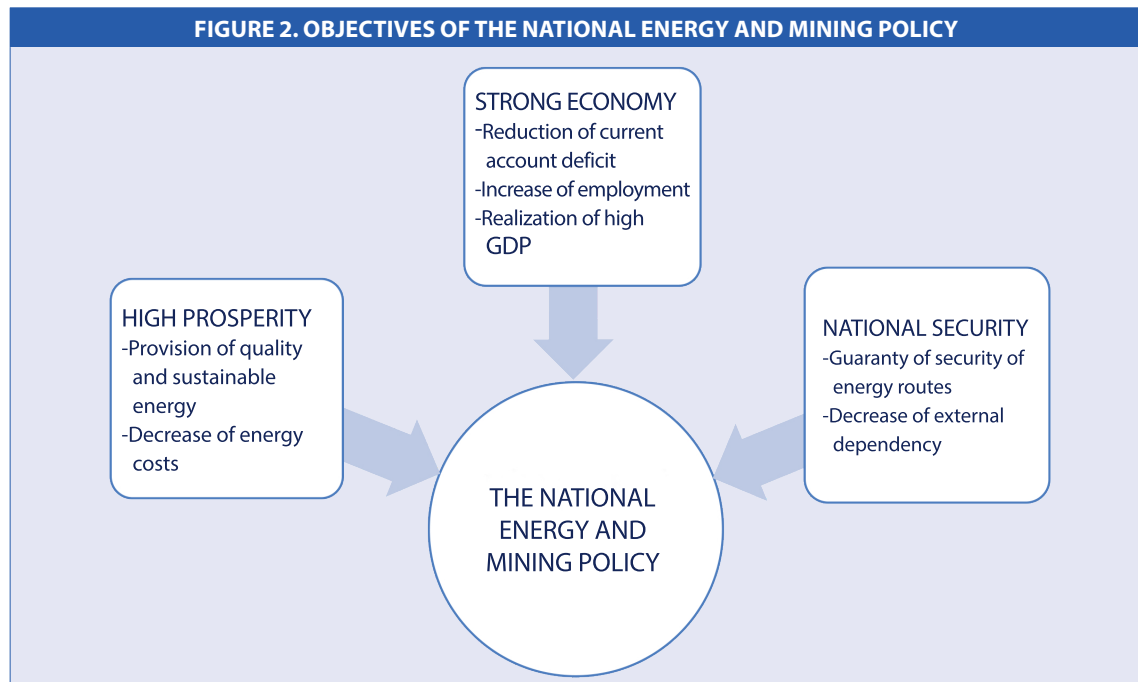 FIGURE 2. OBJECTIVES OF THE NATIONAL ENERGY AND MINING POLICY
STRONG ECONOMY
-Reduction of current
account deficit
-Increase of employment
-Realization of high
GDP
HIGH PROSPERITY
-Provision of quality
and sustainable
energy
-Decrease of energy
costs
NATIONAL SECURITY
-Guaranty of security of
energy routes
-Decrease of external
dependency
THE NATIONAL
ENERGY AND
MINING POLICY